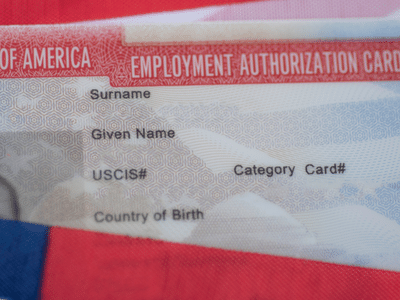 OF AMERICA EMPLOYMENT AUTHORIZATION CARD
Surname
Given Name
USCIS# Category Card#
Country of Birth